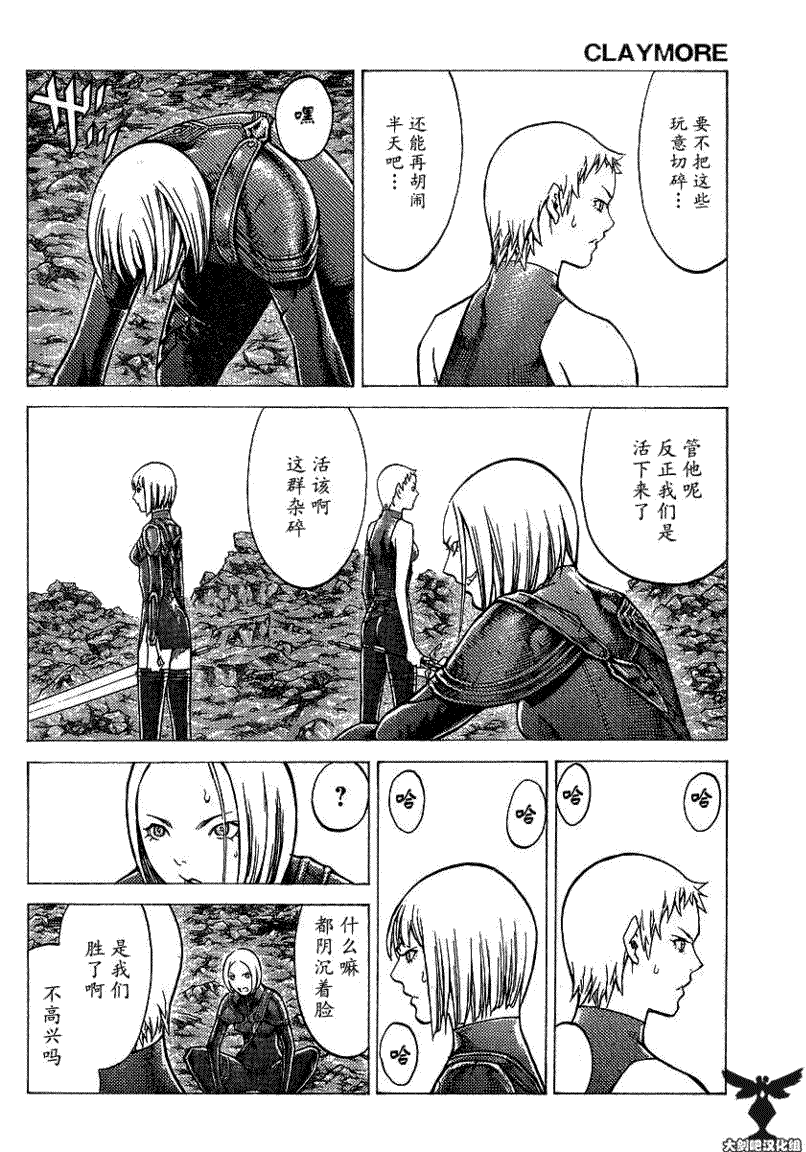 CLAYMORE
要不把这些
玩意切碎…
还能再胡闹
半天吧…
嘿
ザザッ
管他呢
反正我们是
活下来了
活该啊
这群杂碎
哈
哈
哈
哈
哈
?
什么嘛
都阴沉着脸
是我们
胜了啊
不高兴吗
大剑吧汉化组